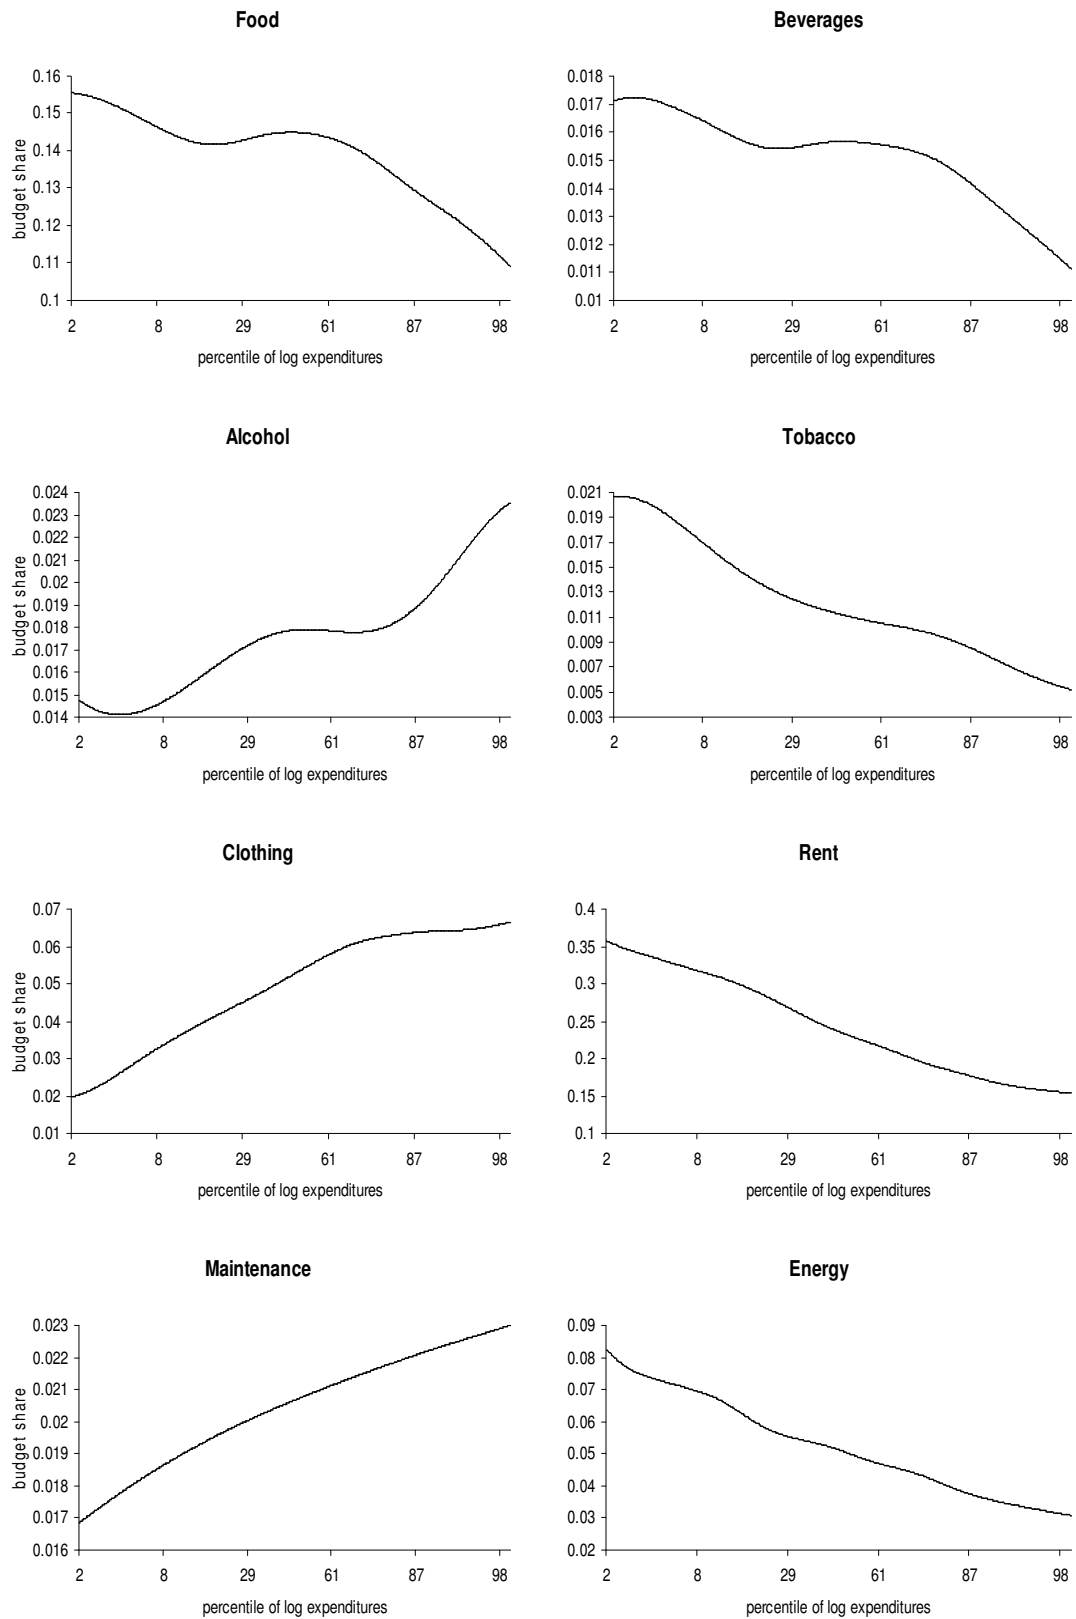 Food
0.16
0.15
0.14
0.13
0.12
0.11
0.1
budget share
2 8 29 61 87 98
percentile of log expenditures
Beverages
0.018
0.017
0.016
0.015
0.014
0.013
0.012
0.011
0.01
2 8 29 61 87 98
percentile of log expenditures
Alcohol
0.024
0.023
0.022
0.021
0.02
0.019
0.018
0.017
0.016
0.015
0.014
budget share
2 8 29 61 87 98
percentile of log expenditures
Tobacco
0.021
0.019
0.017
0.015
0.013
0.011
0.009
0.007
0.005
0.003
2 8 29 61 87 98
percentile of log expenditures
Clothing
0.07
0.06
0.05
0.04
0.03
0.02
0.01
budget share
2 8 29 61 87 98
percentile of log expenditures
Rent
0.4
0.35
0.3
0.25
0.2
0.15
0.1
2 8 29 61 87 98
percentile of log expenditures
Maintenance
0.023
0.022
0.021
0.02
0.019
0.018
0.017
0.016
budget share
2 8 29 61 87 98
percentile of log expenditures
Energy
0.09
0.08
0.07
0.06
0.05
0.04
0.03
0.02
2 8 29 61 87 98
percentile of log expenditures